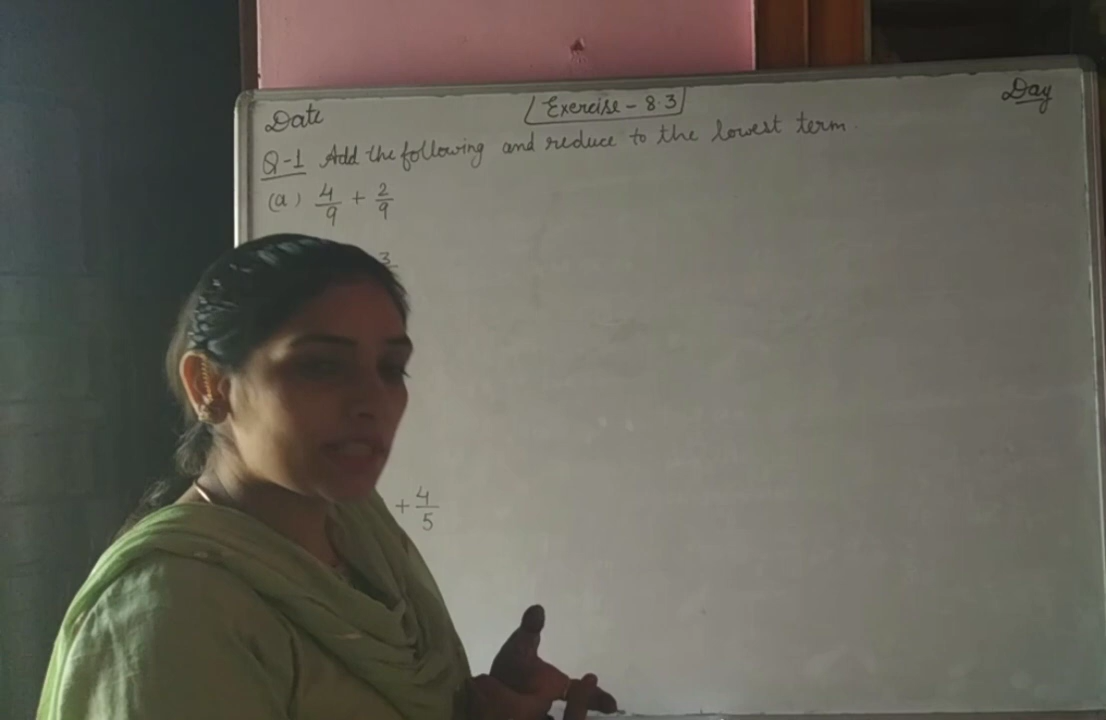 Date
Exercise - 8.3
Day
Q-1 Add the following and reduce to the lowest term.
(a) 4/9 + 2/9
3
+ 4/5